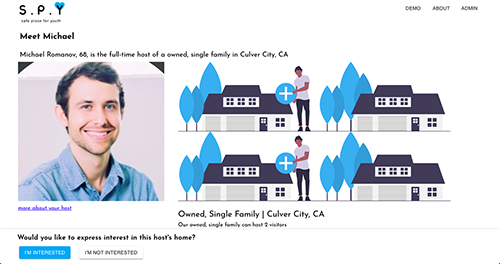 S.P.Y
safe place for youth
DEMO ABOUT ADMIN
Meet Michael
Michael Romanov, 68, is the full-time host of a owned, single family in Culver City, CA
more about your host
Owned, Single Family | Culver City, CA
Our owned, single family can host 2 visitors
Would you like to express interest in this host's home?
I'M INTERESTED I'M NOT INTERESTED